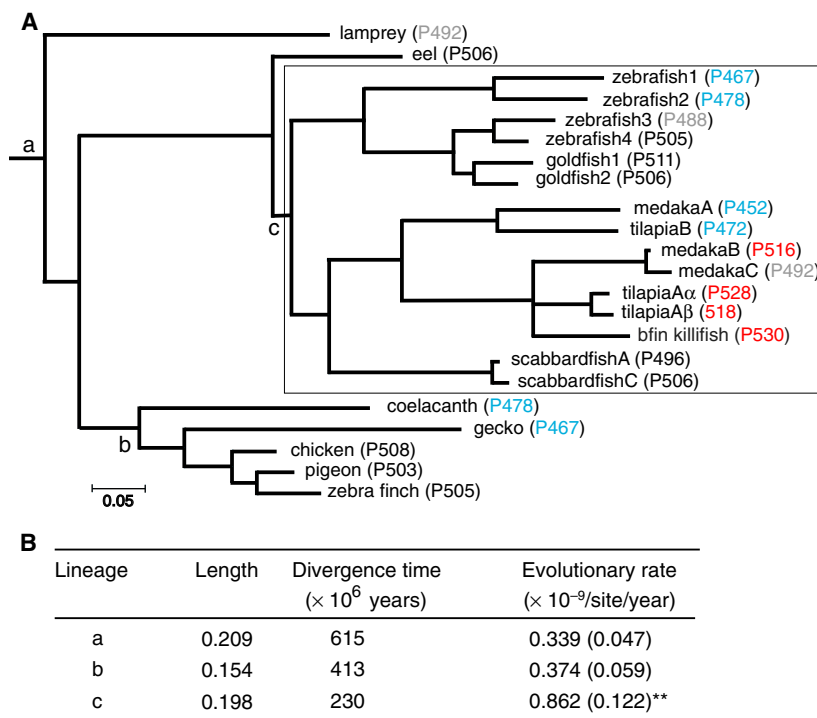 A
lamprey (P492)
eel (P506)
zebrafish1 (P467)
zebrafish2 (P478)
zebrafish3 (P488)
a
zebrafish4 (P505)
goldfish1 (P511)
goldfish2 (P506)
medakaA (P452)
c
tilapiaB (P472)
medakaB (P516)
medakaC (P492)
tilapiaAα (P528)
tilapiaAβ (518)
bfin killifish (P530)
scabbardfishA (P496)
scabbardfishC (P506)
coelacanth (P478)
b
gecko (P467)
chicken (P508)
pigeon (P503)
zebra finch (P505)
0.05
B
Lineage Length Divergence time Evolutionary rate
(× 10⁶ years) (× 10⁻⁹/site/year)
a 0.209 615 0.339 (0.047)
b 0.154 413 0.374 (0.059)
c 0.198 230 0.862 (0.122)**